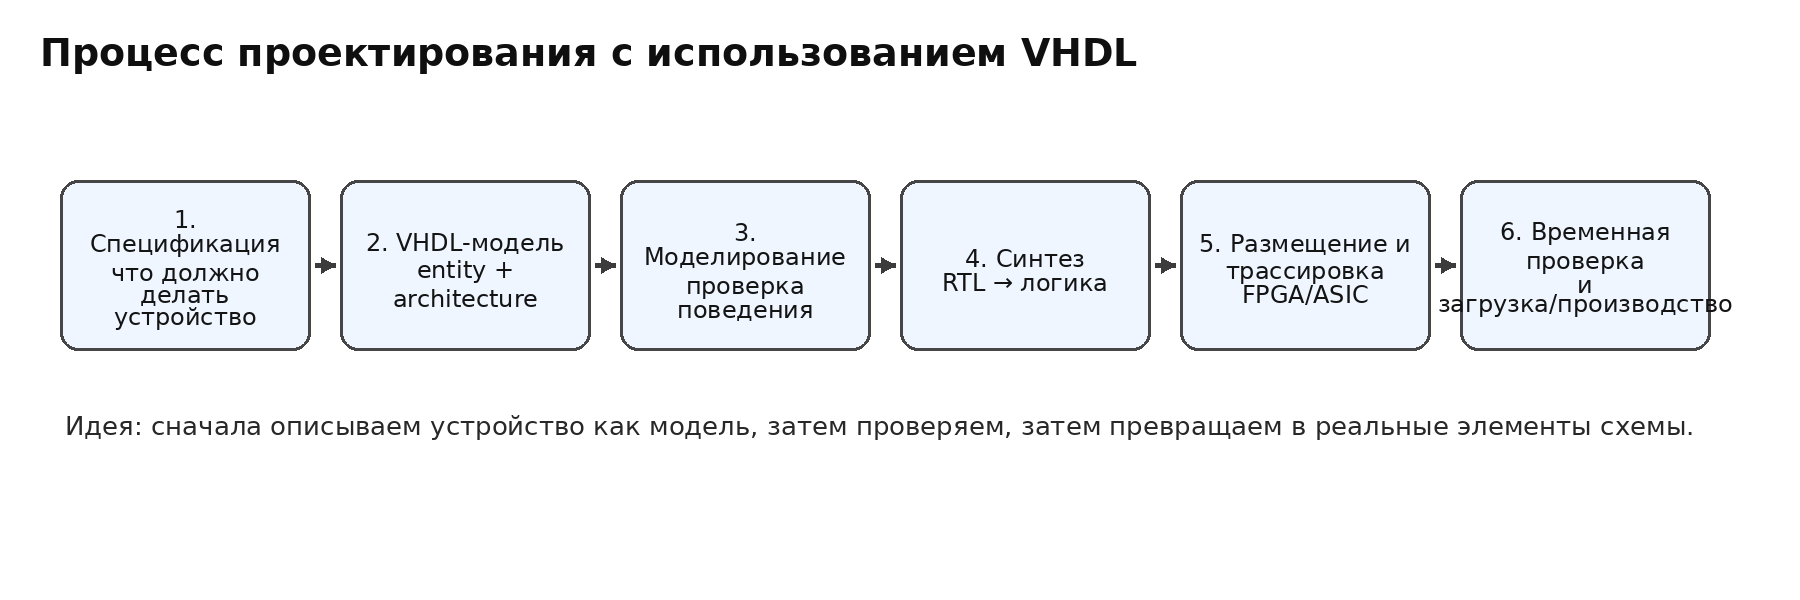 Процесс проектирования с использованием VHDL
1.
Спецификация
что должно
делать
устройство
2. VHDL-модель
entity +
architecture
3.
Моделирование
проверка
поведения
4. Синтез
RTL → логика
5. Размещение и
трассировка
FPGA/ASIC
6. Временная
проверка
и
загрузка/производство
Идея: сначала описываем устройство как модель, затем проверяем, затем превращаем в реальные элементы схемы.